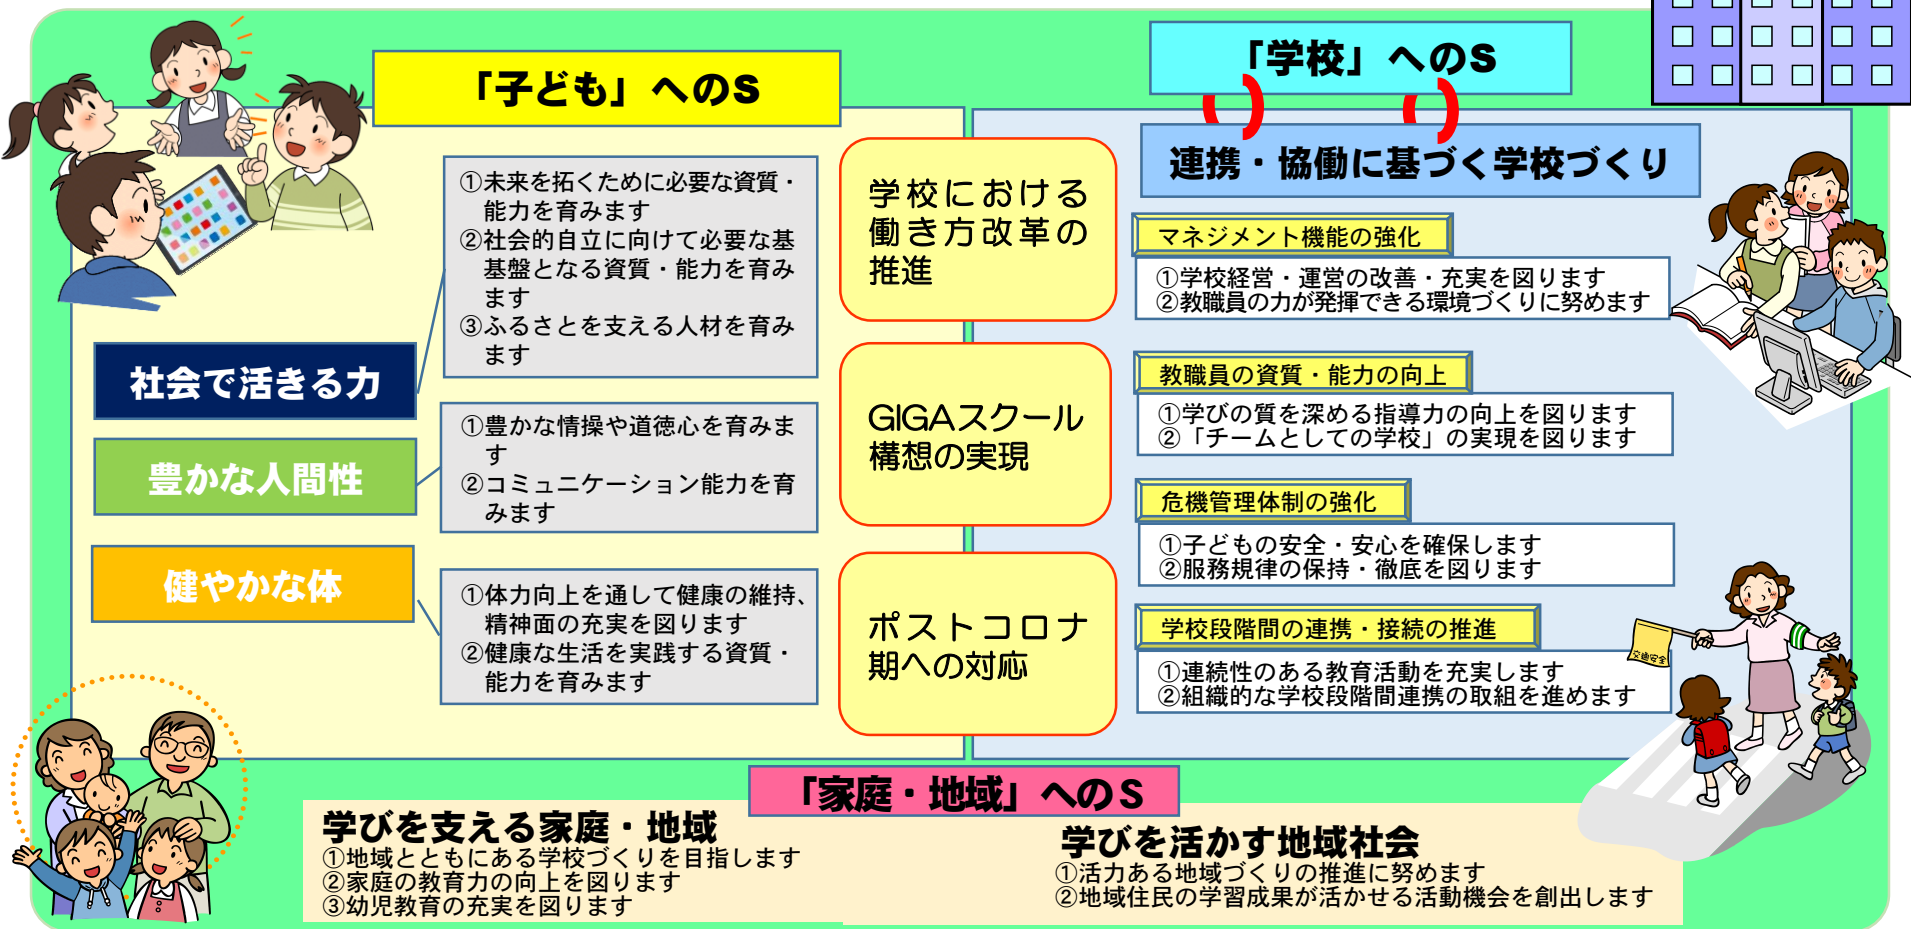 「子ども」へのS
①未来を拓くために必要な資質・
能力を育みます
②社会的自立に向けて必要な基
基盤となる資質・能力を育み
ます
③ふるさとを支える人材を育み
ます
社会で活きる力
①豊かな情操や道徳心を育みま
す
②コミュニケーション能力を育
みます
豊かな人間性
①体力向上を通して健康の維持、
精神面の充実を図ります
②健康な生活を実践する資質・
能力を育みます
健やかな体
学校における
働き方改革の
推進
GIGAスクール
構想の実現
ポストコロナ
期への対応
「学校」へのS
連携・協働に基づく学校づくり
マネジメント機能の強化
①学校経営・運営の改善・充実を図ります
②教職員の力が発揮できる環境づくりに努めます
教職員の資質・能力の向上
①学びの質を深める指導力の向上を図ります
②「チームとしての学校」の実現を図ります
危機管理体制の強化
①子どもの安全・安心を確保します
②服務規律の保持・徹底を図ります
学校段階間の連携・接続の推進
①連続性のある教育活動を充実します
②組織的な学校段階間連携の取組を進めます
交通安全
「家庭・地域」へのS
学びを支える家庭・地域
①地域とともにある学校づくりを目指します
②家庭の教育力の向上を図ります
③幼児教育の充実を図ります
学びを活かす地域社会
①活力ある地域づくりの推進に努めます
②地域住民の学習成果が活かせる活動機会を創出します